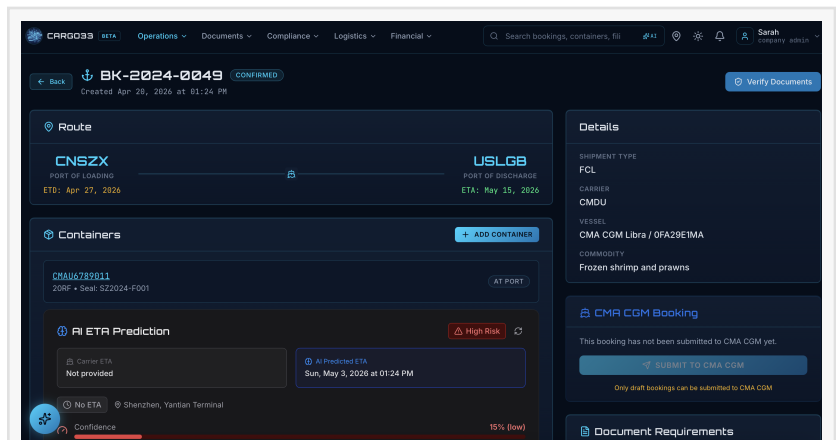 CARGO33 BETA Operations Documents Compliance Logistics Financial Search bookings, containers, fili AI Sarah
company admin
Back BK-2024-0049 CONFIRMED
Created Apr 20, 2026 at 01:24 PM
Verify Documents
Route
CNSZX USLGB
PORT OF LOADING PORT OF DISCHARGE
ETD: Apr 27, 2026 ETA: May 15, 2026
Containers + ADD CONTAINER
CMAU6789011
20RF • Seal: SZ2024-F001
AT PORT
AI ETA Prediction High Risk
Carrier ETA
Not provided
AI Predicted ETA
Sun, May 3, 2026 at 01:24 PM
No ETA Shenzhen, Yantian Terminal
Confidence 15% (low)
Details
SHIPMENT TYPE
FCL
CARRIER
CMDU
VESSEL
CMA CGM Libra / 0FA29E1MA
COMMODITY
Frozen shrimp and prawns
CMA CGM Booking
This booking has not been submitted to CMA CGM yet.
SUBMIT TO CMA CGM
Only draft bookings can be submitted to CMA CGM
Document Requirements